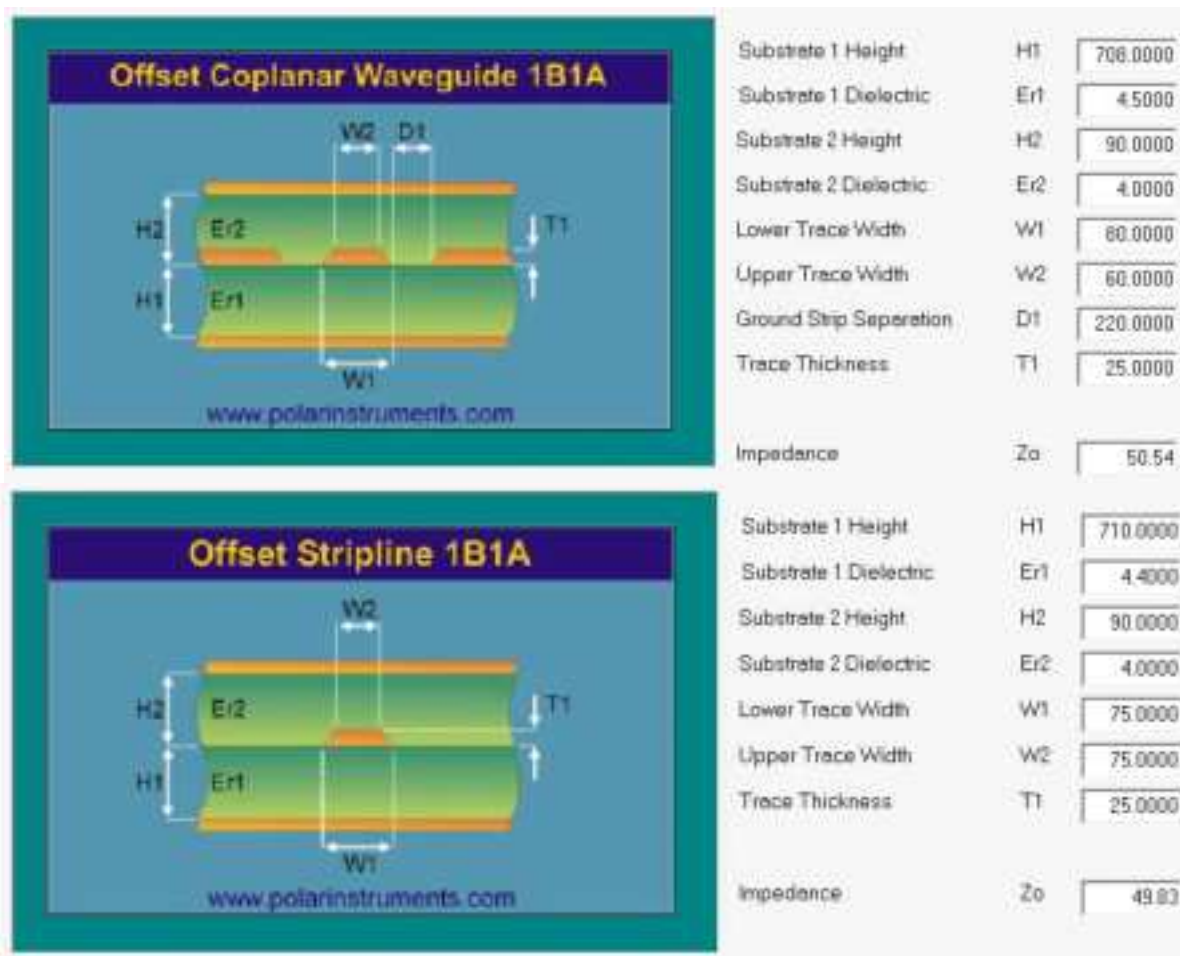 Offset Coplanar Waveguide 1B1A
W2 D1
H2 Er2 T1
H1 Er1
W1
www.polarinstruments.com
Substrate 1 Height H1 708.0000
Substrate 1 Dielectric Er1 4.5000
Substrate 2 Height H2 90.0000
Substrate 2 Dielectric Er2 4.0000
Lower Trace Width W1 80.0000
Upper Trace Width W2 60.0000
Ground Strip Separation D1 220.0000
Trace Thickness T1 25.0000
Impedance Zo 50.54
Offset Stripline 1B1A
W2
H2 Er2 T1
H1 Er1
W1
www.polarinstruments.com
Substrate 1 Height H1 710.0000
Substrate 1 Dielectric Er1 4.4000
Substrate 2 Height H2 90.0000
Substrate 2 Dielectric Er2 4.0000
Lower Trace Width W1 75.0000
Upper Trace Width W2 75.0000
Trace Thickness T1 25.0000
Impedance Zo 49.83